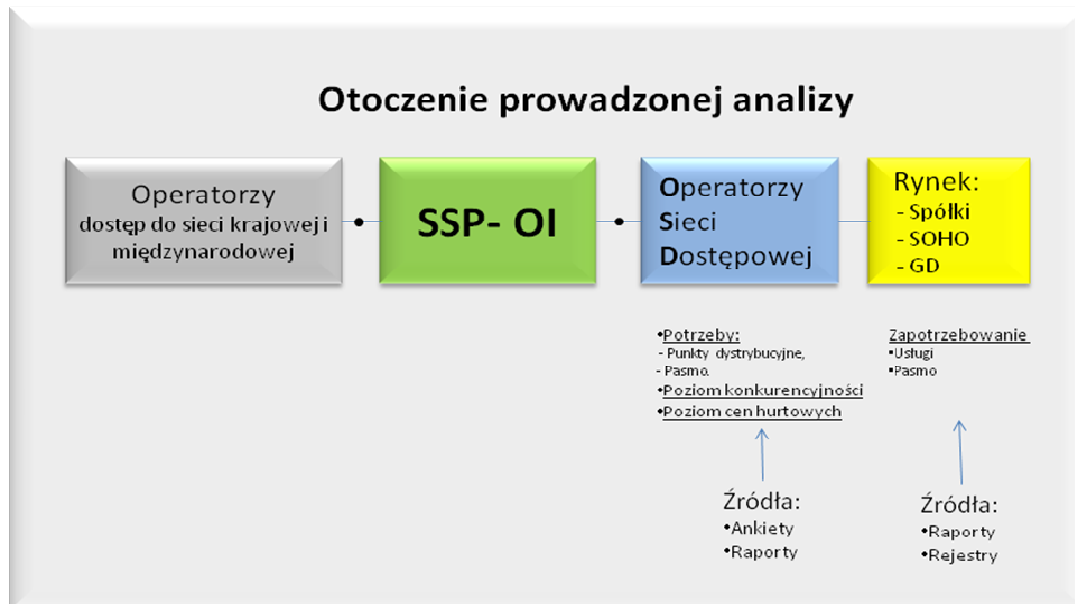 Otoczenie prowadzonej analizy
Operatorzy
dostęp do sieci krajowej i
międzynarodowej
SSP- OI
Operatorzy
Sieci
Dostępowej
Rynek:
- Spółki
- SOHO
- GD
•Potrzeby:
- Punkty dystrybucyjne,
- Pasmo.
•Poziom konkurencyjności
•Poziom cen hurtowych
Zapotrzebowanie
•Usługi
•Pasmo
Źródła:
•Ankiety
•Raporty
Źródła:
•Raporty
•Rejestry